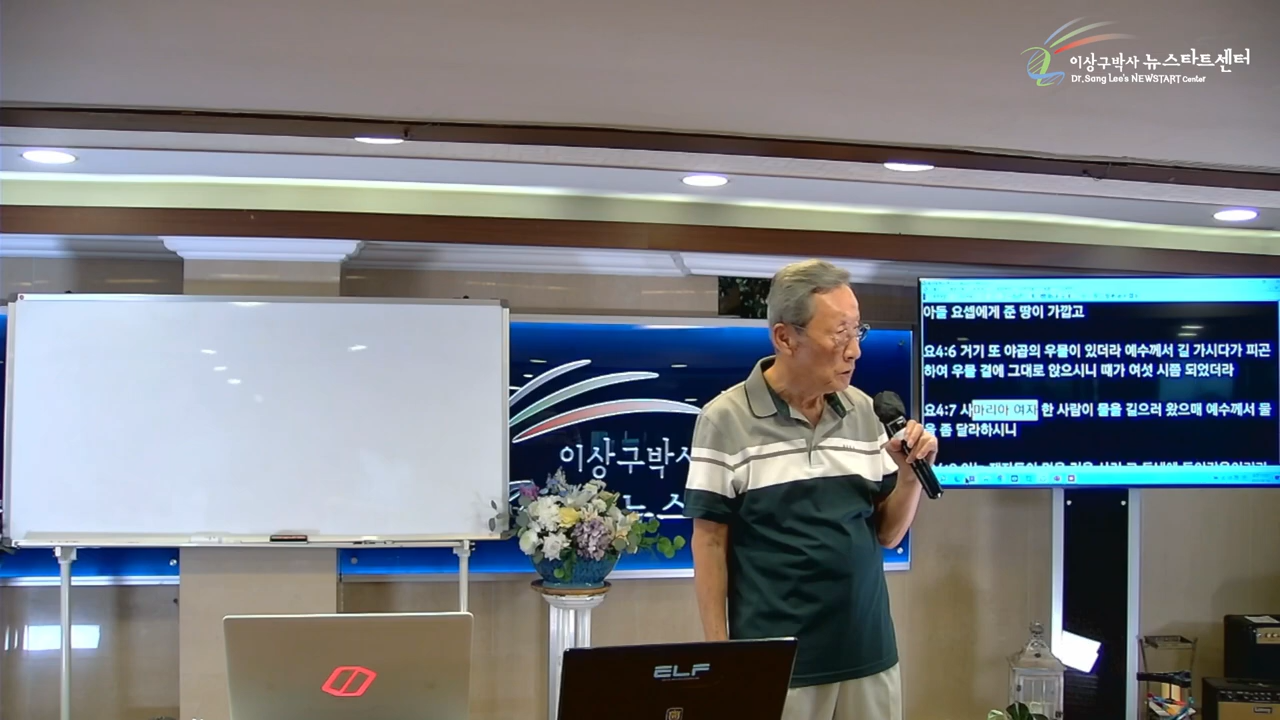 이상구박사 뉴스타트센터
Dr. Sang Lee's NEWSTART Center
아들 요셉에게 준 땅이 가깝고
요4:6 거기 또 야곱의 우물이 있더라 예수께서 길 가시다가 피곤
하여 우물 곁에 그대로 앉으시니 때가 여섯 시쯤 되었더라
요4:7 사마리아 여자 한 사람이 물을 길으러 왔으매 예수께서 물
을 좀 달라하시니
이상구박사
뉴스
ELF